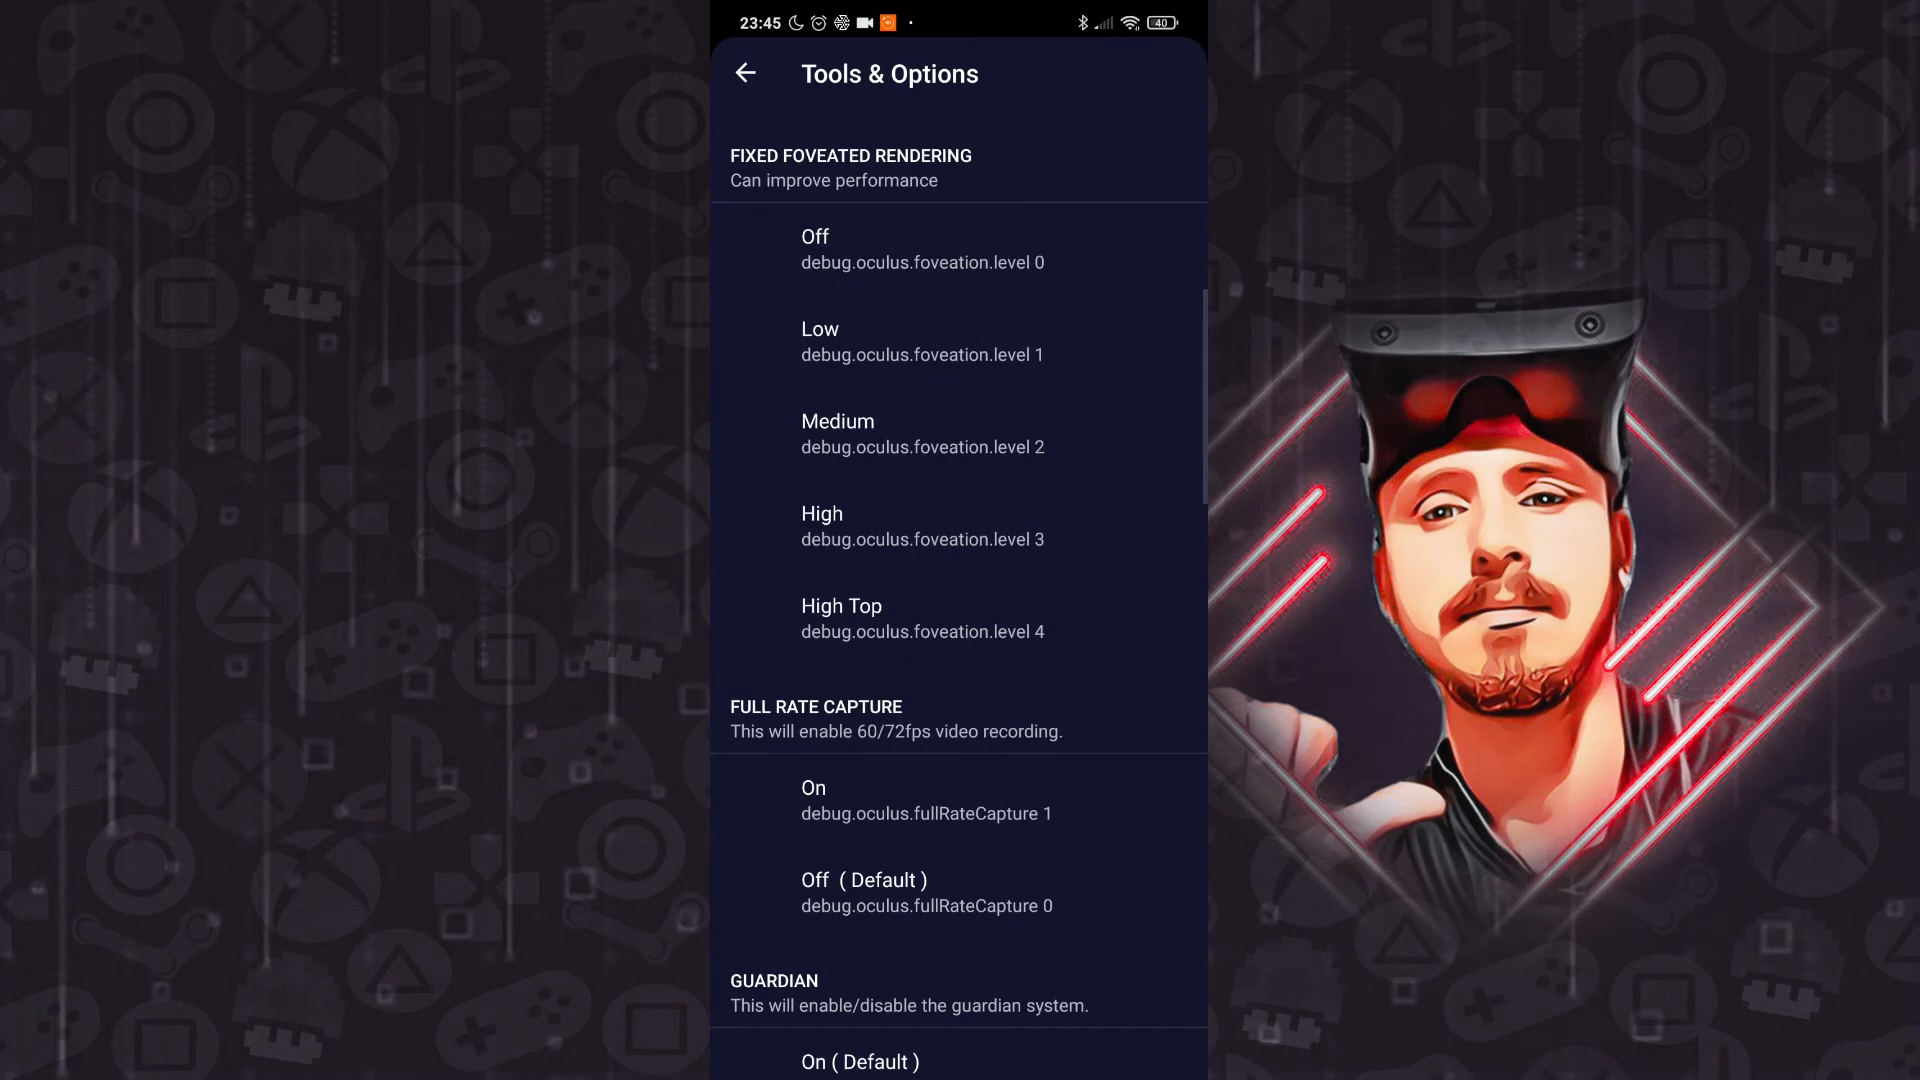 23:45
40
Tools & Options
FIXED FOVEATED RENDERING
Can improve performance
Off
debug.oculus.foveation.level 0
Low
debug.oculus.foveation.level 1
Medium
debug.oculus.foveation.level 2
High
debug.oculus.foveation.level 3
High Top
debug.oculus.foveation.level 4
FULL RATE CAPTURE
This will enable 60/72fps video recording.
On
debug.oculus.fullRateCapture 1
Off ( Default )
debug.oculus.fullRateCapture 0
GUARDIAN
This will enable/disable the guardian system.
On ( Default )